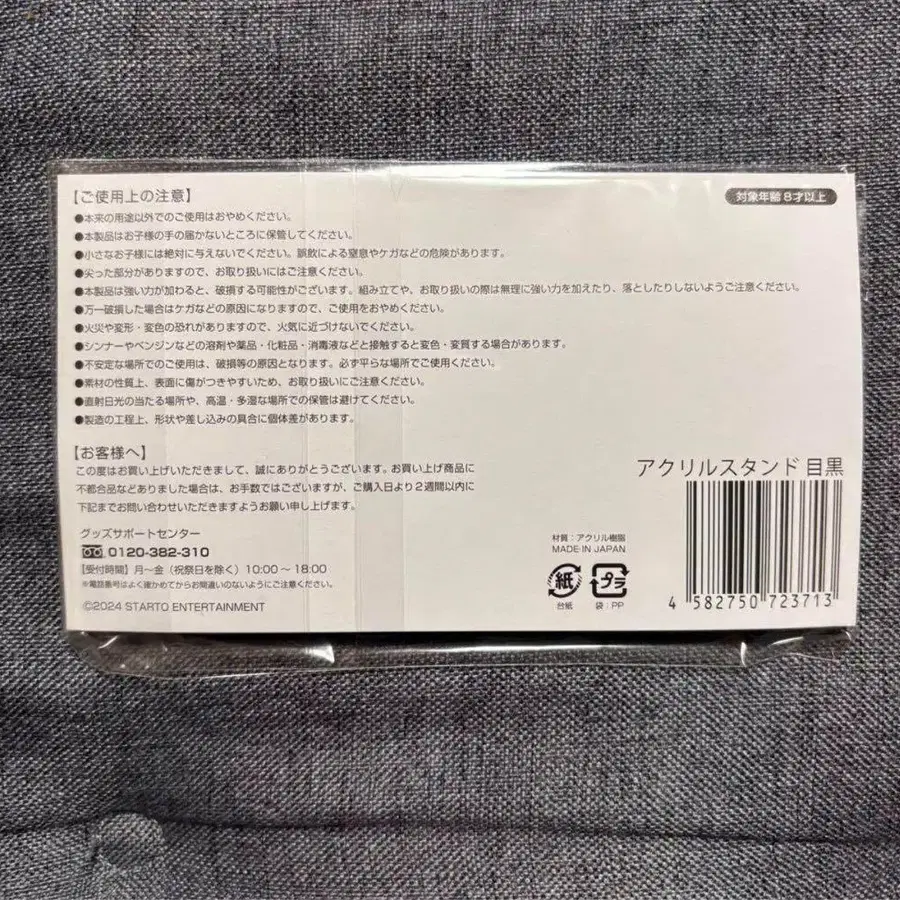 【ご使用上の注意】
対象年齢 8才以上
●本来の用途以外でのご使用はおやめください。
●本製品はお子様の手の届かないところに保管してください。
●小さなお子様には絶対に与えないでください。誤飲による窒息やケガなどの危険があります。
●尖った部分がありますので、お取り扱いにはご注意ください。
●本製品は強い力が加わると、破損する可能性がございます。組み立てや、お取り扱いの際は無理に強い力を加えたり、落としたりしないようご注意ください。
●万一破損した場合はケガなどの原因になりますので、ご使用をおやめください。
●火災や変形・変色の恐れがありますので、火気に近づけないでください。
●シンナーやベンジンなどの溶剤や薬品・化粧品・消毒液などと接触すると変色・変質する場合があります。
●不安定な場所でのご使用は、破損等の原因となります。必ず平らな場所でご使用ください。
●素材の性質上、表面に傷がつきやすいため、お取り扱いにご注意ください。
●直射日光の当たる場所や、高温・多湿な場所での保管は避けてください。
●製造の工程上、形状や差し込みの具合に個体差があります。
【お客様へ】
この度はお買い上げいただきまして、誠にありがとうございます。お買い上げ商品に
不都合品などありました場合は、お手数ではございますが、ご購入日より2週間以内に
下記までお問い合わせいただきますようお願い申し上げます。
グッズサポートセンター
0120-382-310
【受付時間】月～金（祝祭日を除く）10:00～18:00
※電話番号はよく確かめてからお間違いのないようにご注意ください。
©2024 STARTO ENTERTAINMENT
アクリルスタンド 目黒
材質：アクリル樹脂
MADE IN JAPAN
紙
プラ
台紙
袋：PP
4 582750 723713